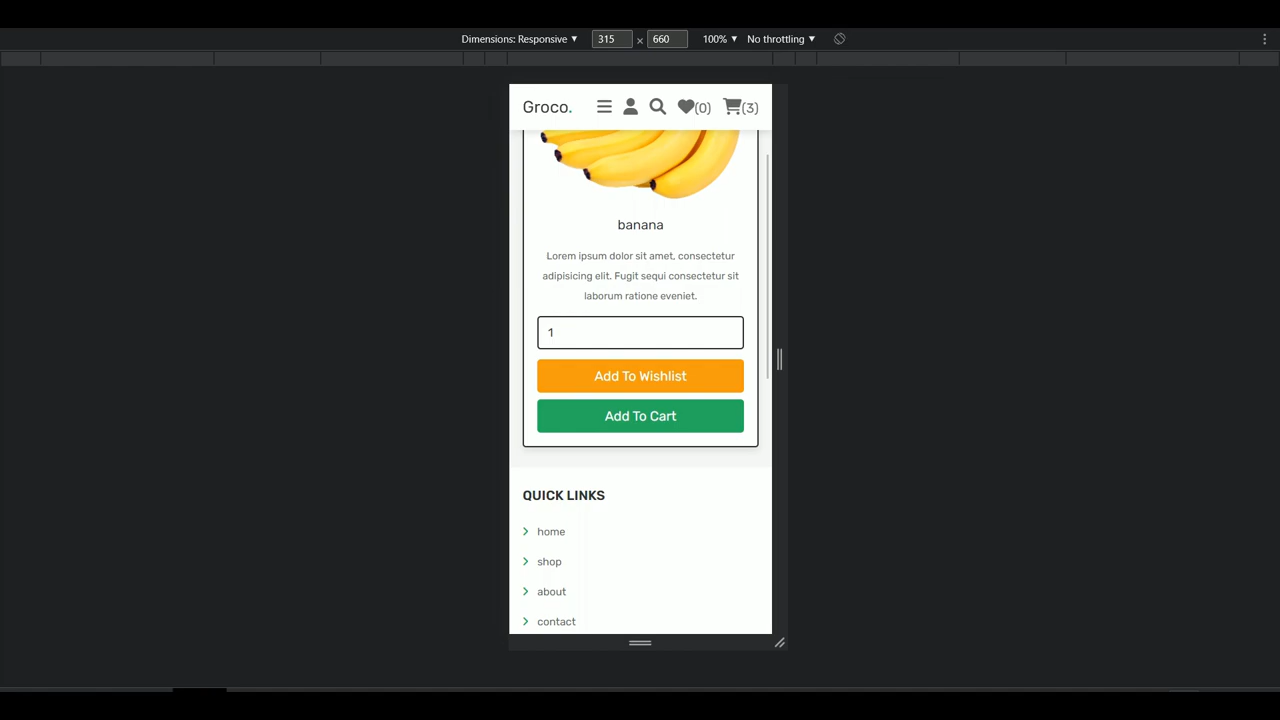 Dimensions: Responsive 315 × 660 100% No throttling
Groco. (0) (3)
banana
Lorem ipsum dolor sit amet, consectetur
adipisicing elit. Fugit sequi consectetur sit
laborum ratione eveniet.
1
Add To Wishlist
Add To Cart
QUICK LINKS
home
shop
about
contact